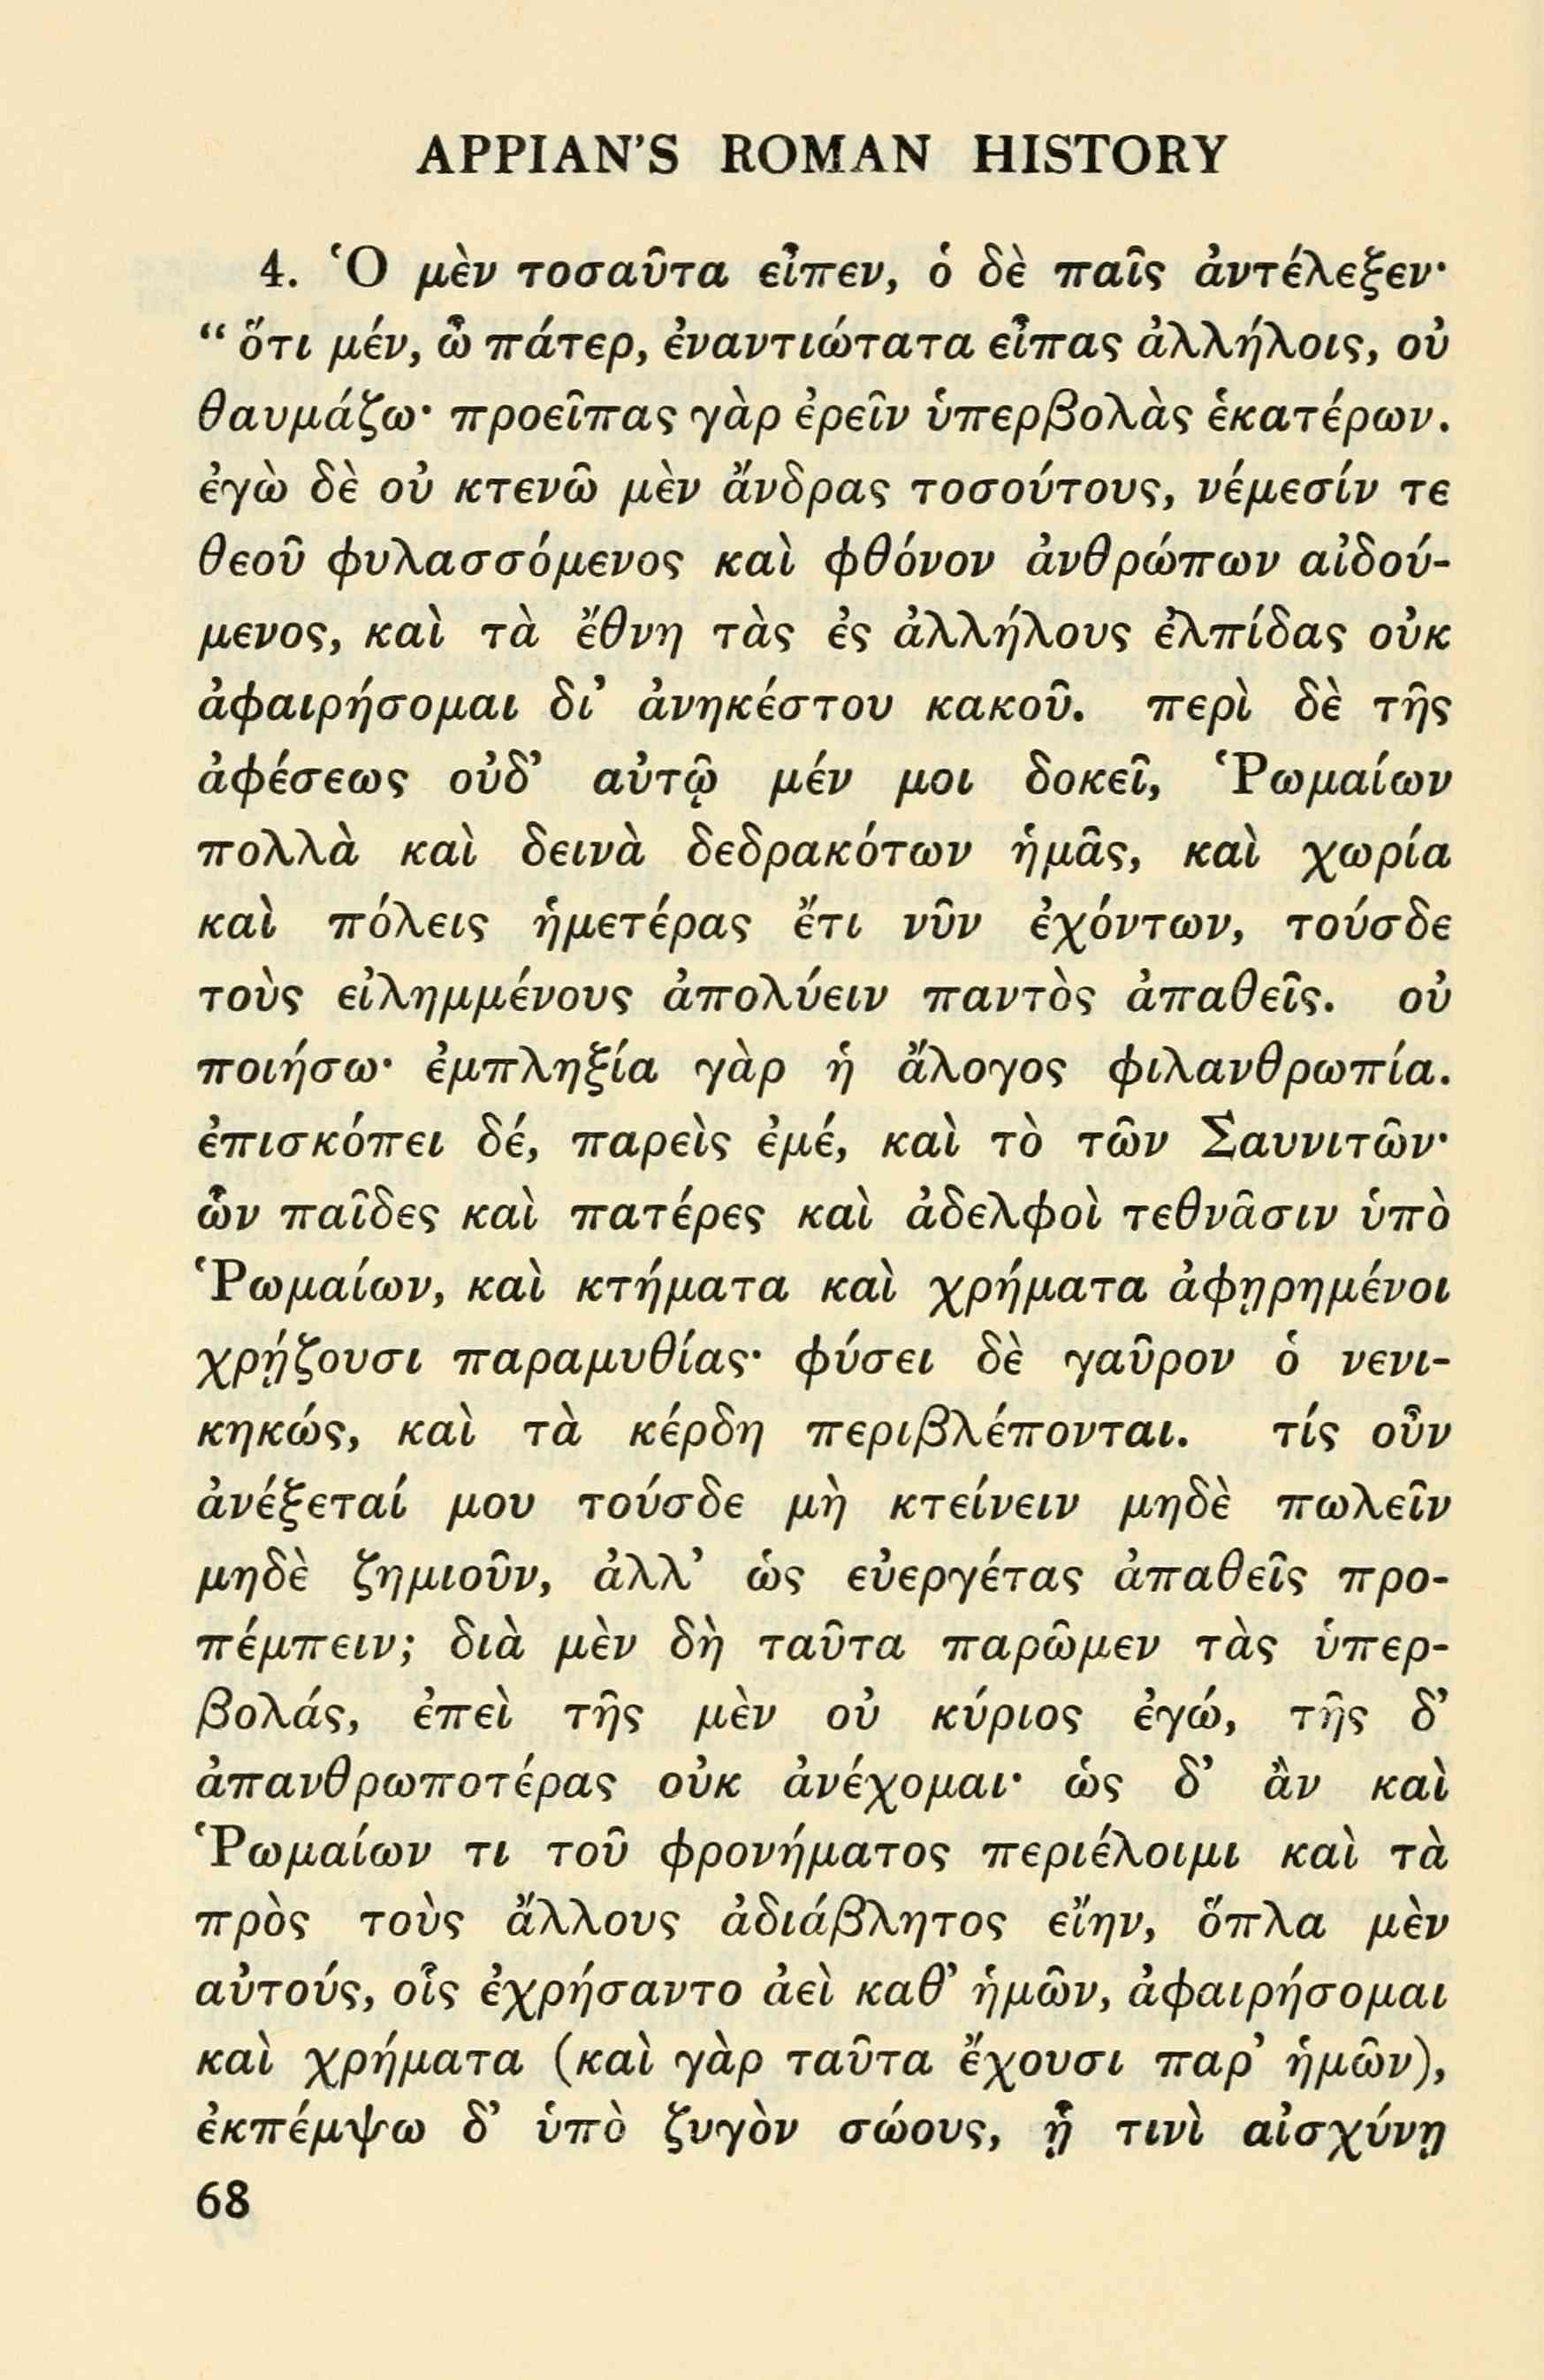 APPIAN'S ROMAN HISTORY
4. Ὁ μὲν τοσαῦτα εἶπεν, ὁ δὲ παῖς ἀντέλεξεν·
“ὅτι μέν, ὦ πάτερ, ἐναντιώτατα εἶπας ἀλλήλοις, οὐ
θαυμάζω· προεῖπας γὰρ ἐρεῖν ὑπερβολὰς ἑκατέρων.
ἐγὼ δὲ οὐ κτενῶ μὲν ἄνδρας τοσούτους, νέμεσίν τε
θεοῦ φυλασσόμενος καὶ φθόνον ἀνθρώπων αἰδού-
μενος, καὶ τὰ ἔθνη τὰς ἐς ἀλλήλους ἐλπίδας οὐκ
ἀφαιρήσομαι δι’ ἀνηκέστου κακοῦ. περὶ δὲ τῆς
ἀφέσεως οὐδ’ αὐτῷ μέν μοι δοκεῖ, Ῥωμαίων
πολλὰ καὶ δεινὰ δεδρακότων ἡμᾶς, καὶ χωρία
καὶ πόλεις ἡμετέρας ἔτι νῦν ἐχόντων, τούσδε
τοὺς εἰλημμένους ἀπολύειν παντὸς ἀπαθεῖς. οὐ
ποιήσω· ἐμπληξία γὰρ ἡ ἄλογος φιλανθρωπία.
ἐπισκόπει δέ, παρεὶς ἐμέ, καὶ τὸ τῶν Σαυνιτῶν·
ὧν παῖδες καὶ πατέρες καὶ ἀδελφοὶ τεθνᾶσιν ὑπὸ
Ῥωμαίων, καὶ κτήματα καὶ χρήματα ἀφῃρημένοι
χρῄζουσι παραμυθίας· φύσει δὲ γαῦρον ὁ νενι-
κηκώς, καὶ τὰ κέρδη περιβλέπονται. τίς οὖν
ἀνέξεταί μου τούσδε μὴ κτείνειν μηδὲ πωλεῖν
μηδὲ ζημιοῦν, ἀλλ’ ὡς εὐεργέτας ἀπαθεῖς προ-
πέμπειν; διὰ μὲν δὴ ταῦτα παρῶμεν τὰς ὑπερ-
βολάς, ἐπεὶ τῆς μὲν οὐ κύριος ἐγώ, τῆς δ’
ἀπανθρωποτέρας οὐκ ἀνέχομαι· ὡς δ’ ἂν καὶ
Ῥωμαίων τι τοῦ φρονήματος περιέλοιμι καὶ τὰ
πρὸς τοὺς ἄλλους ἀδιάβλητος εἴην, ὅπλα μὲν
αὐτούς, οἷς ἐχρήσαντο ἀεὶ καθ’ ἡμῶν, ἀφαιρήσομαι
καὶ χρήματα (καὶ γὰρ ταῦτα ἔχουσι παρ’ ἡμῶν),
ἐκπέμψω δ’ ὑπὸ ζυγὸν σώους, ᾗ τινὶ αἰσχύνῃ
68